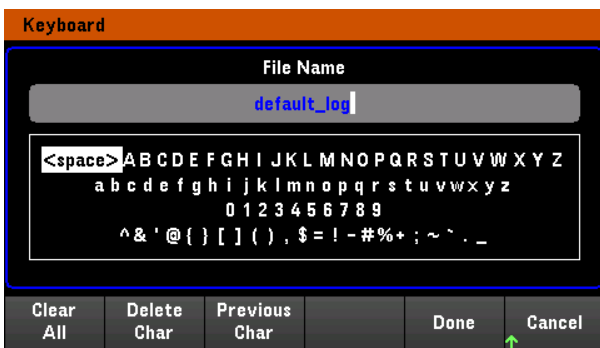 Keyboard
File Name
default_log
<space> A B C D E F G H I J K L M N O P Q R S T U V W X Y Z
a b c d e f g h i j k l m n o p q r s t u v w x y z
0 1 2 3 4 5 6 7 8 9
^ & ' @ { } [ ] ( ) , $ = ! - # % + ; ~ ` . _
Clear All
Delete Char
Previous Char
Done
Cancel